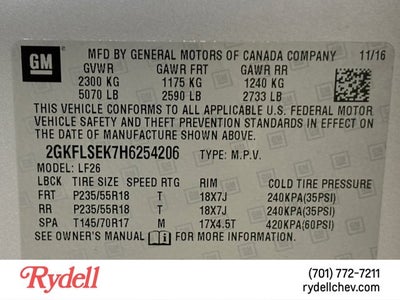 GM
MFD BY GENERAL MOTORS OF CANADA COMPANY 11/16
GVWR GAWR FRT GAWR RR
2300 KG 1175 KG 1240 KG
5070 LB 2590 LB 2733 LB
THIS VEHICLE CONFORMS TO ALL APPLICABLE U.S. FEDERAL MOTOR
VEHICLE SAFETY AND THEFT PREVENTION STANDARDS IN EFFECT
ON THE DATE OF MANUFACTURE SHOWN ABOVE.
2GKFLSEK7H6254206 TYPE: M.P.V.
MODEL: LF26
LBCK TIRE SIZE SPEED RTG RIM COLD TIRE PRESSURE
FRT P235/55R18 T 18X7J 240KPA(35PSI)
RR P235/55R18 T 18X7J 240KPA(35PSI)
SPA T145/70R17 M 17X4.5T 420KPA(60PSI)
SEE OWNER'S MANUAL FOR MORE INFORMATION
Rydell
(701) 772-7211
rydellchev.com